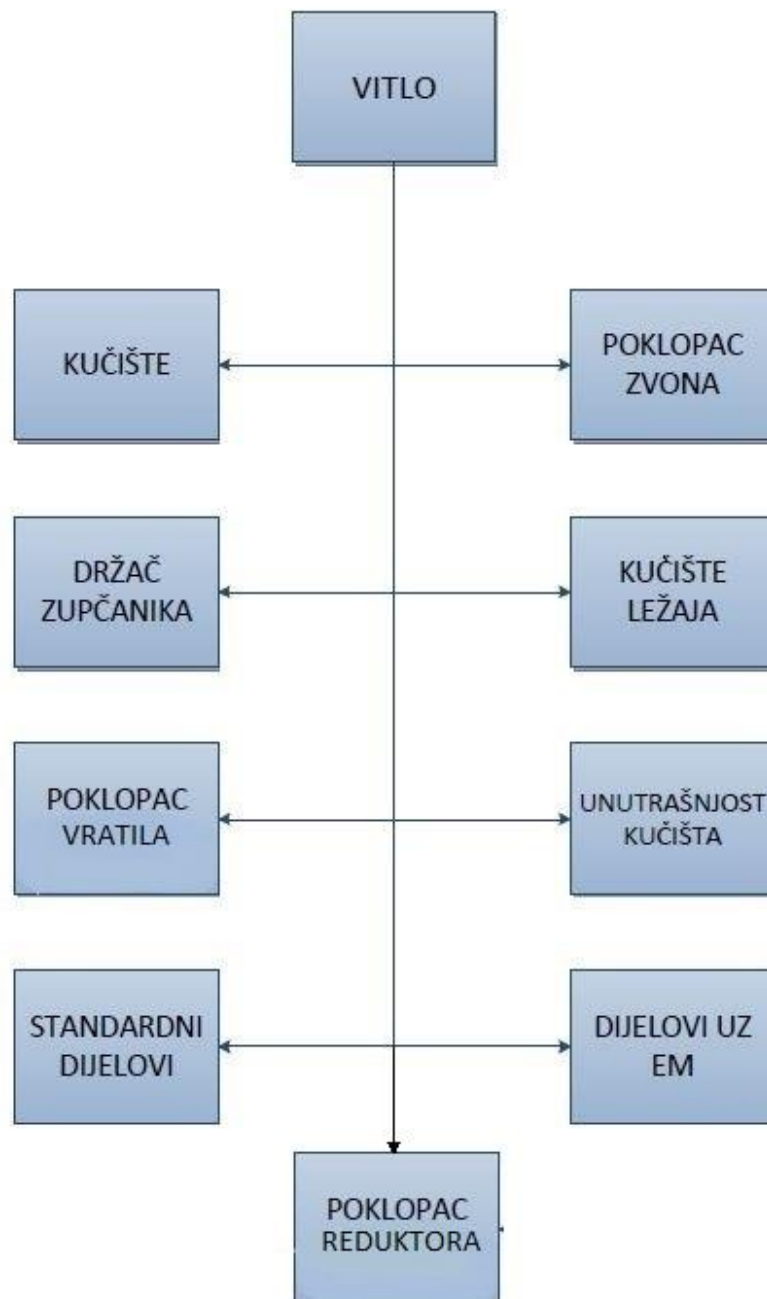 VITLO
KUČIŠTE
POKLOPAC
ZVONA
DRŽAČ
ZUPČANIKA
KUČIŠTE
LEŽAJA
POKLOPAC
VRATILA
UNUTRAŠNJOST
KUČIŠTA
STANDARDNI
DIJELOVI
DIJELOVI UZ
EM
POKLOPAC
REDUKTORA